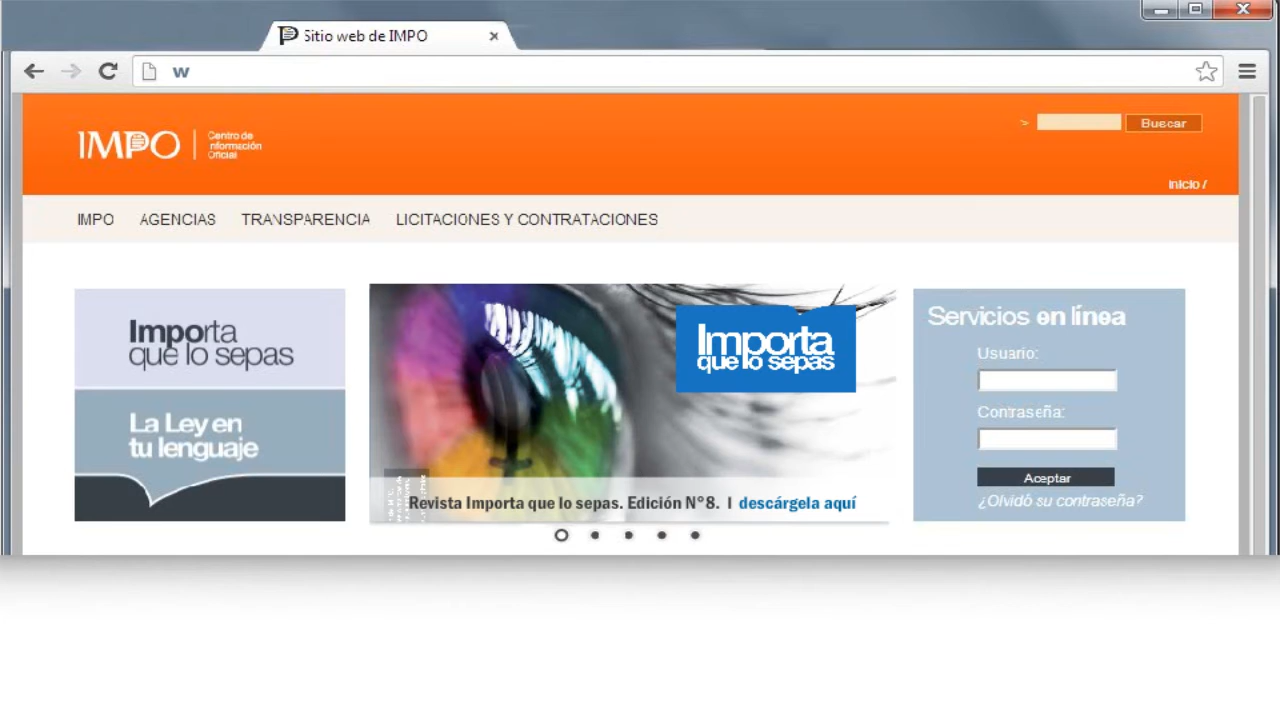 Sitio web de IMPO
w
IMPO
Centro de
Información
Oficial
>
Buscar
Inicio /
IMPO AGENCIAS TRANSPARENCIA LICITACIONES Y CONTRATACIONES
Importa
que lo sepas
La Ley en
tu lenguaje
Importa
que lo sepas
Revista Importa que lo sepas. Edición N°8. I descárgela aquí
Servicios en línea
Usuario:
Contraseña:
Aceptar
¿Olvidó su contraseña?